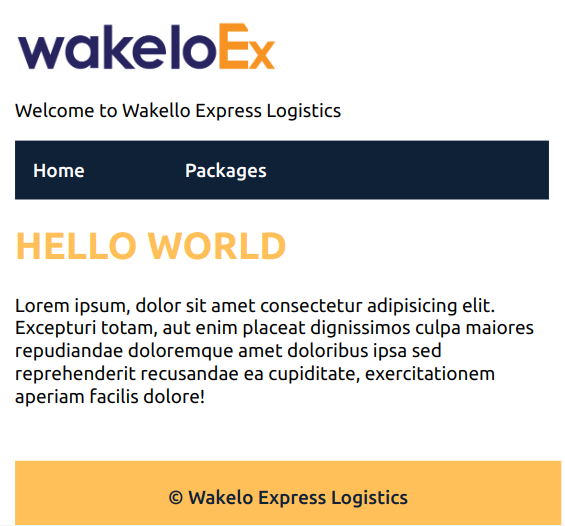 wakeloEx
Welcome to Wakello Express Logistics
Home Packages
HELLO WORLD
Lorem ipsum, dolor sit amet consectetur adipisicing elit.
Excepturi totam, aut enim placeat dignissimos culpa maiores
repudiandae doloremque amet doloribus ipsa sed
reprehenderit recusandae ea cupiditate, exercitationem
aperiam facilis dolore!
© Wakelo Express Logistics